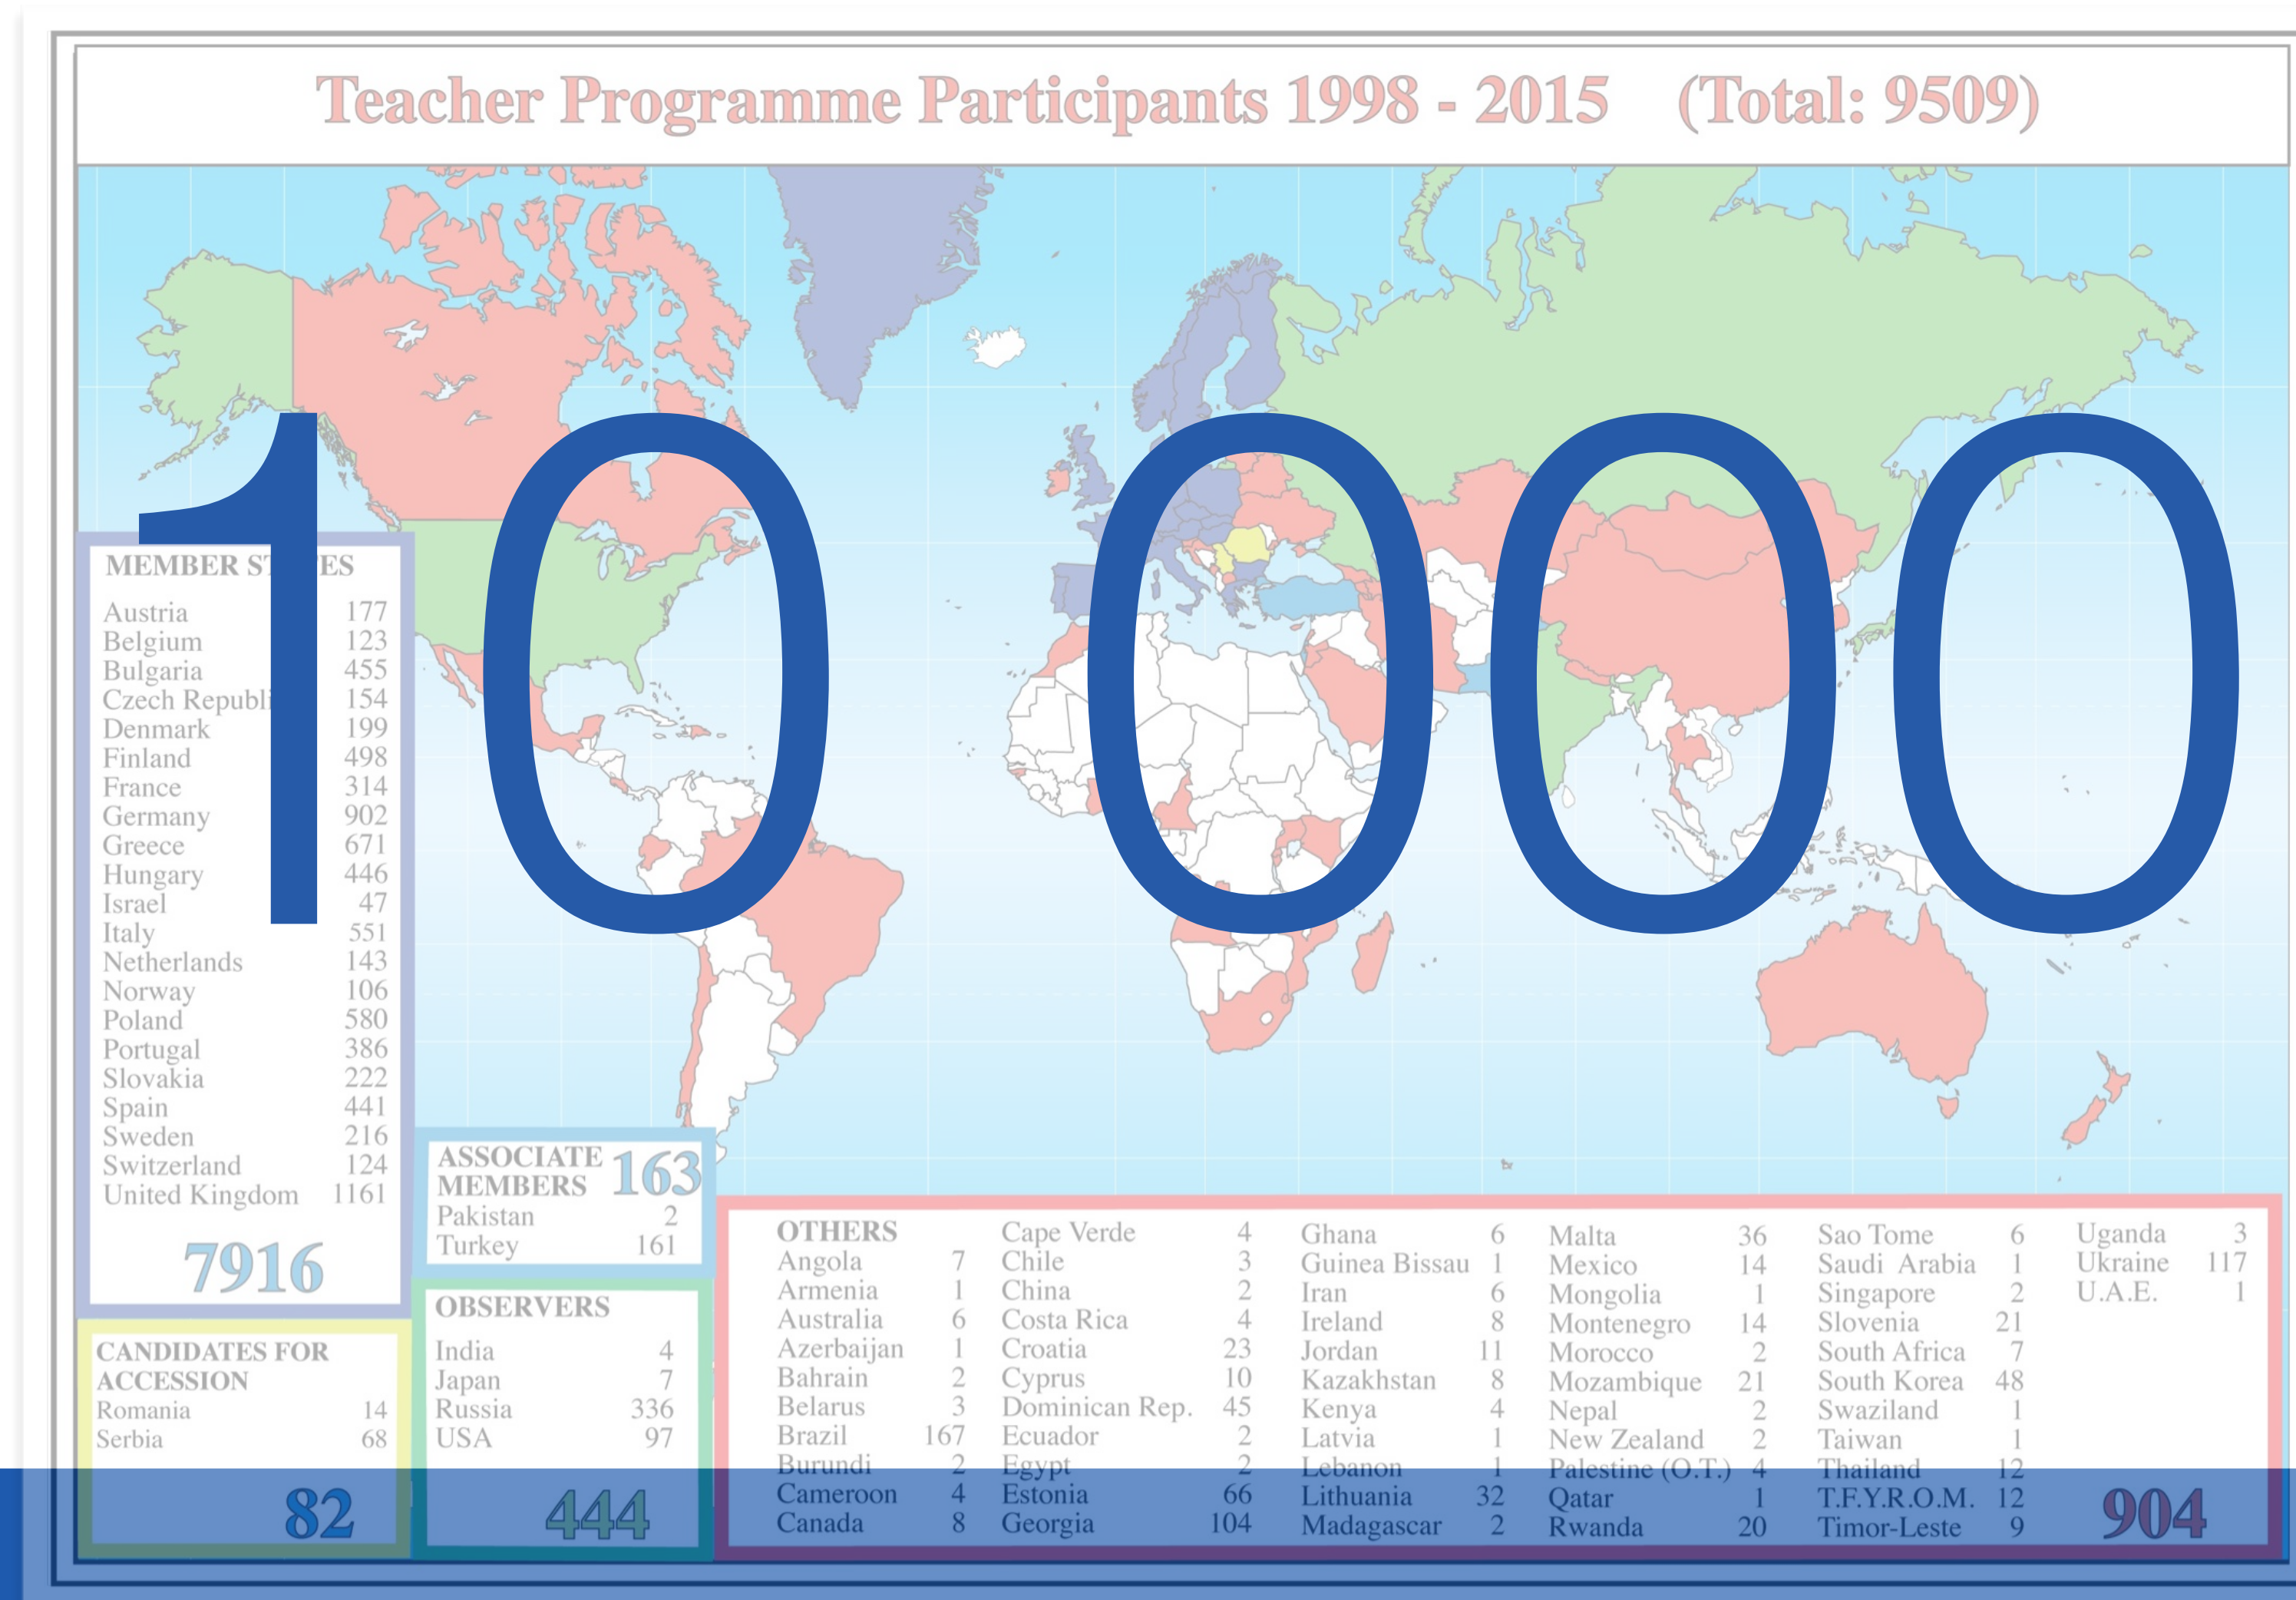 Teacher Programme Participants 1998 - 2015 (Total: 9509)
10 000
MEMBER ST ES
Austria 177
Belgium 123
Bulgaria 455
Czech Republi 154
Denmark 199
Finland 498
France 314
Germany 902
Greece 671
Hungary 446
Israel 47
Italy 551
Netherlands 143
Norway 106
Poland 580
Portugal 386
Slovakia 222
Spain 441
Sweden 216
Switzerland 124
United Kingdom 1161
7916
CANDIDATES FOR
ACCESSION
Romania 14
Serbia 68
82
ASSOCIATE
MEMBERS 163
Pakistan 2
Turkey 161
OBSERVERS
India 4
Japan 7
Russia 336
USA 97
444
OTHERS
Angola 7
Armenia 1
Australia 6
Azerbaijan 1
Bahrain 2
Belarus 3
Brazil 167
Burundi 2
Cameroon 4
Canada 8
Cape Verde 4
Chile 3
China 2
Costa Rica 4
Croatia 23
Cyprus 10
Dominican Rep. 45
Ecuador 2
Egypt 2
Estonia 66
Georgia 104
Ghana 6
Guinea Bissau 1
Iran 6
Ireland 8
Jordan 11
Kazakhstan 8
Kenya 4
Latvia 1
Lebanon 1
Lithuania 32
Madagascar 2
Malta 36
Mexico 14
Mongolia 1
Montenegro 14
Morocco 2
Mozambique 21
Nepal 2
New Zealand 2
Palestine (O.T.) 4
Qatar 1
Rwanda 20
Sao Tome 6
Saudi Arabia 1
Singapore 2
Slovenia 21
South Africa 7
South Korea 48
Swaziland 1
Taiwan 1
Thailand 12
T.F.Y.R.O.M. 12
Timor-Leste 9
Uganda 3
Ukraine 117
U.A.E. 1
904